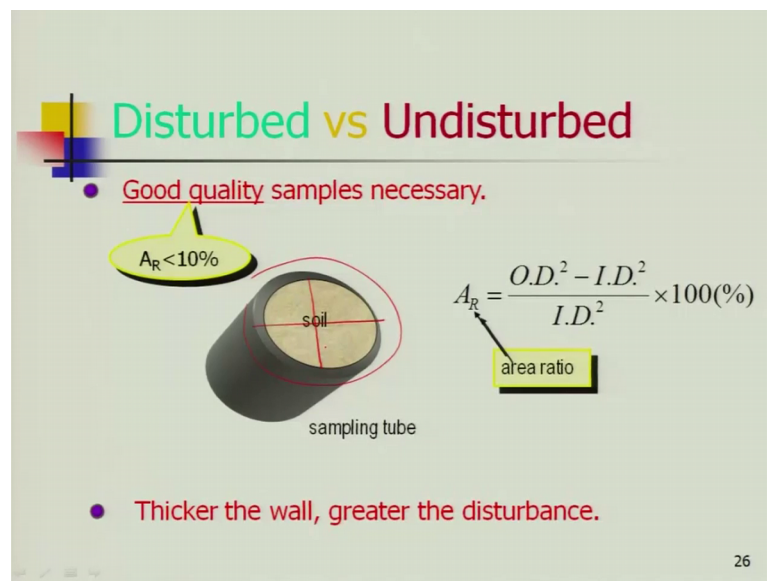 Disturbed vs Undisturbed
Good quality samples necessary.
A_R<10%
soil
sampling tube
A_R = (O.D.² − I.D.²) / I.D.² ×100(%)
area ratio
Thicker the wall, greater the disturbance.
26